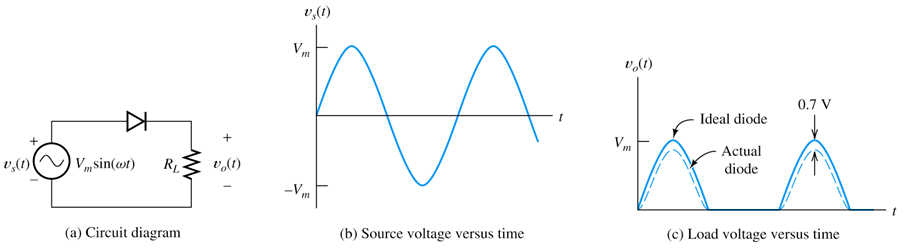 +
v_s(t)
−
V_m sin(ωt)
R_L
+
v_o(t)
−
(a) Circuit diagram
v_s(t)
V_m
t
−V_m
(b) Source voltage versus time
v_o(t)
V_m
Ideal diode
Actual
diode
0.7 V
t
(c) Load voltage versus time